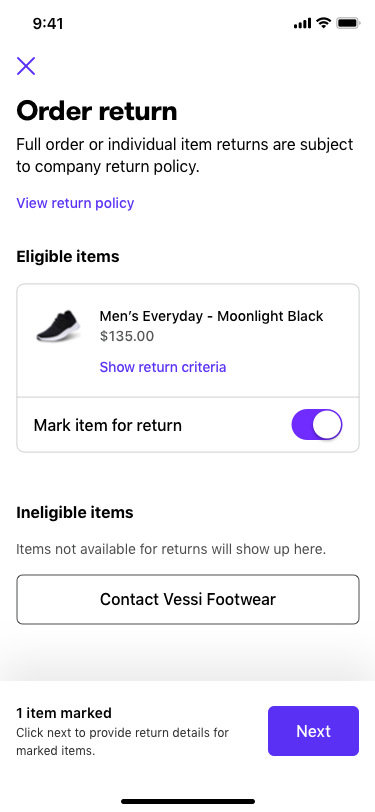 9:41
Order return
Full order or individual item returns are subject
to company return policy.
View return policy
Eligible items
Men’s Everyday - Moonlight Black
$135.00
Show return criteria
Mark item for return
Ineligible items
Items not available for returns will show up here.
Contact Vessi Footwear
1 item marked
Click next to provide return details for
marked items.
Next